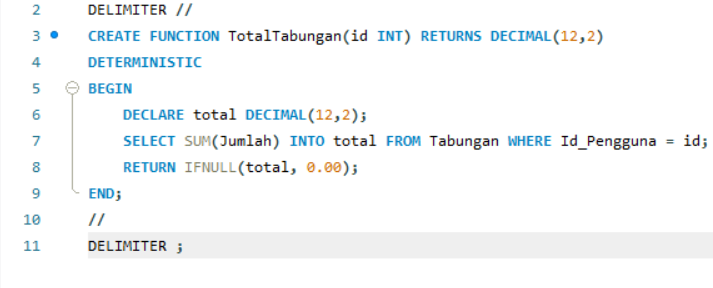 2 DELIMITER //
3 CREATE FUNCTION TotalTabungan(id INT) RETURNS DECIMAL(12,2)
4 DETERMINISTIC
5 BEGIN
6 DECLARE total DECIMAL(12,2);
7 SELECT SUM(Jumlah) INTO total FROM Tabungan WHERE Id_Pengguna = id;
8 RETURN IFNULL(total, 0.00);
9 END;
10 //
11 DELIMITER ;